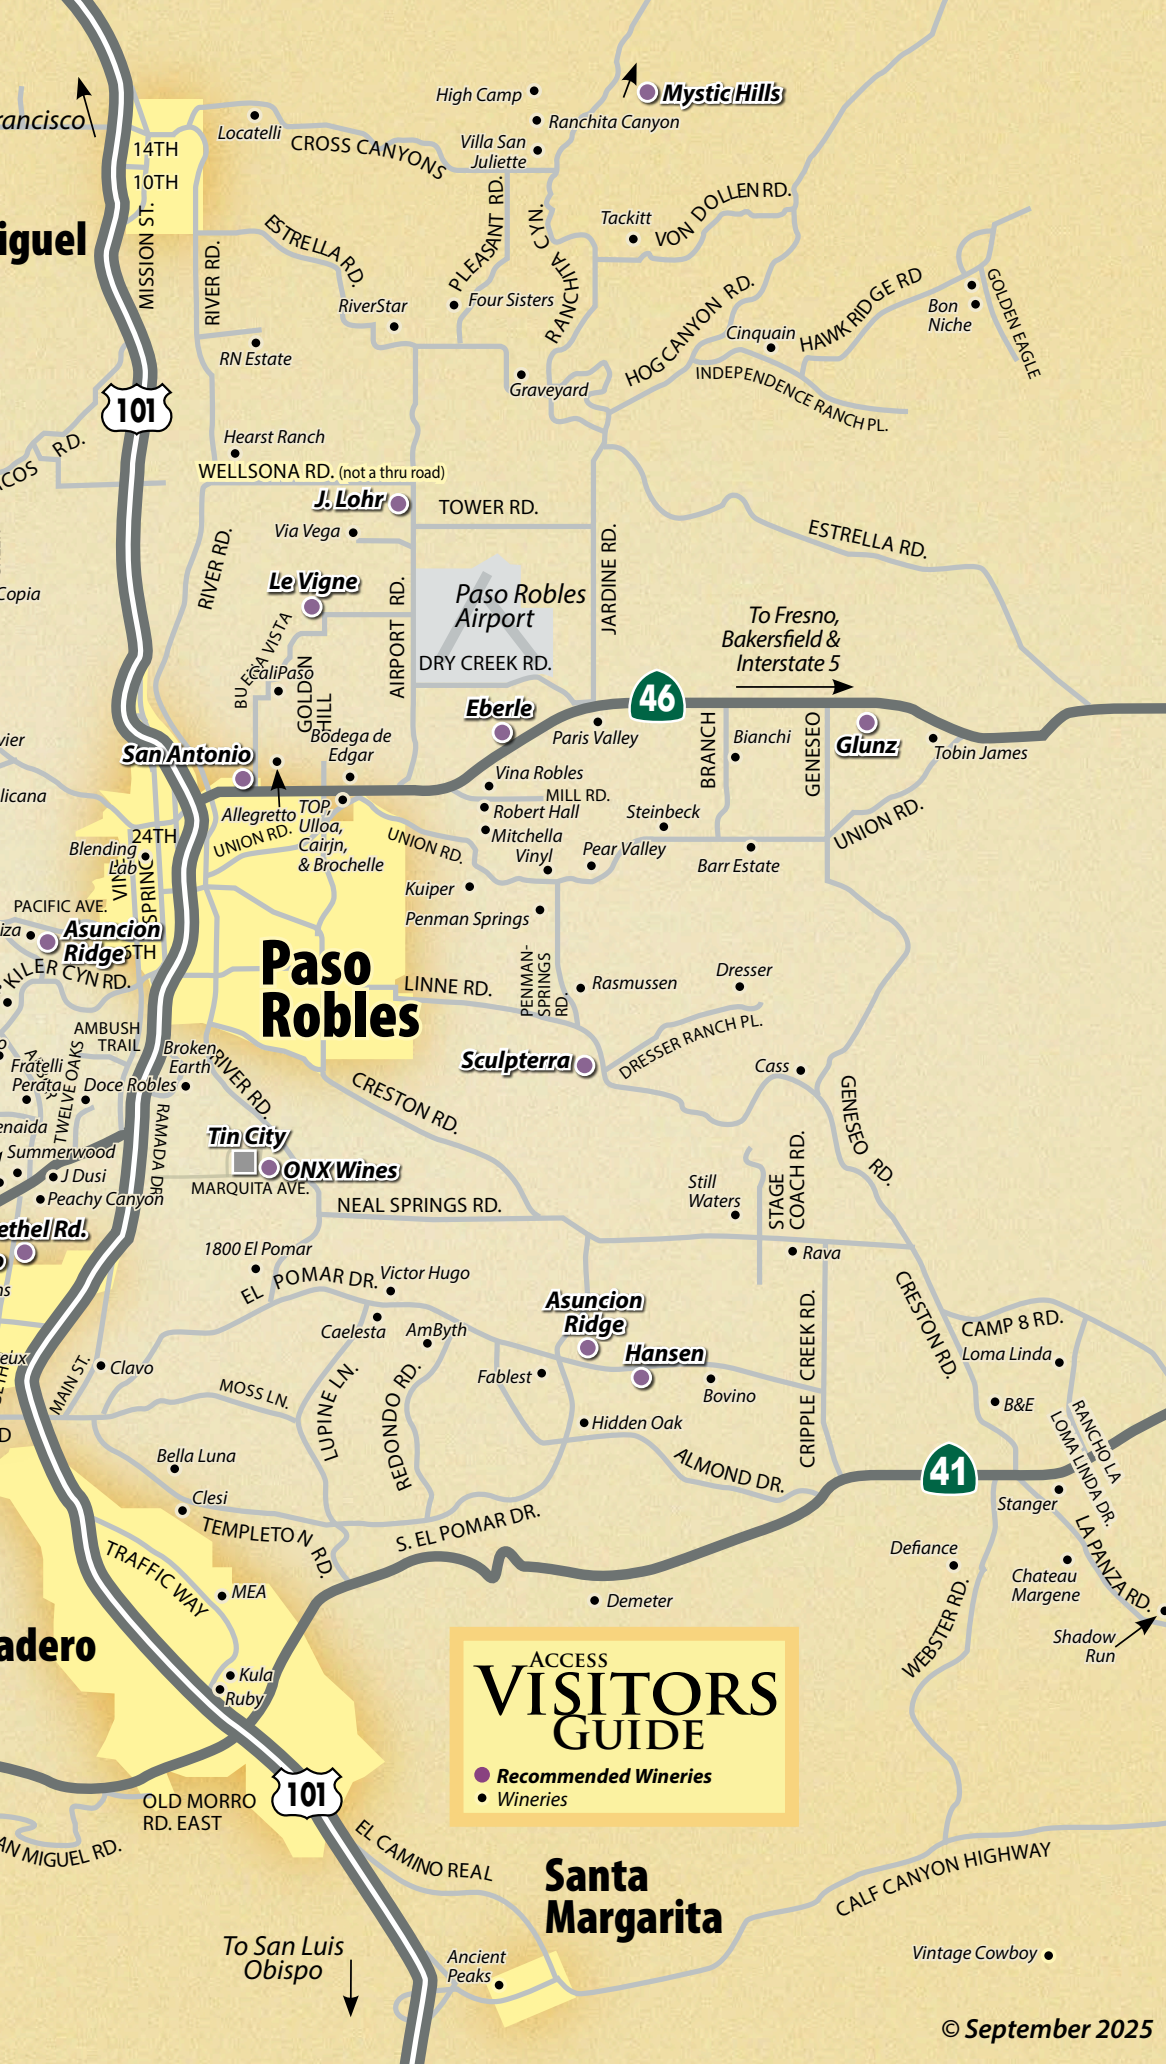 High Camp
Mystic Hills
Ranchita Canyon
Locatelli
Villa San
Juliette
CROSS CANYONS
14TH
10TH
MISSION ST.
RIVER RD.
ESTRELLA RD.
PLEASANT RD.
RANCHITA CYN.
Tackitt
VON DOLLEN RD.
RiverStar
Four Sisters
HOG CANYON RD.
HAWK RIDGE RD
Bon
Niche
GOLDEN EAGLE
Cinquain
RN Estate
INDEPENDENCE RANCH PL.
Graveyard
101
RD.
Hearst Ranch
WELLSONA RD. (not a thru road)
J. Lohr
TOWER RD.
Via Vega
ESTRELLA RD.
RIVER RD.
JARDINE RD.
Le Vigne
Paso Robles
Airport
AIRPORT RD.
DRY CREEK RD.
To Fresno,
Bakersfield &
Interstate 5
BUENA VISTA
CaliPaso
GOLDEN
HILL
46
Eberle
Paris Valley
BRANCH
Bianchi
GENESEO
Glunz
Tobin James
San Antonio
Bodega de
Edgar
Vina Robles
MILL RD.
Robert Hall
Steinbeck
Allegretto
TOP,
Ulloa,
Cairjn,
& Brochelle
UNION RD.
UNION RD.
UNION RD.
Mitchella
Vinyl
Pear Valley
Barr Estate
24TH
Blending
Lab
SPRING
Kuiper
Penman Springs
PACIFIC AVE.
Asuncion
Ridge
Paso
Robles
LINNE RD.
PENMAN-
SPRINGS
RD.
Rasmussen
Dresser
DRESSER RANCH PL.
Sculpterra
Cass
AMBUSH
TRAIL
Broken
Earth
RIVER RD.
Fratelli
Perata
TWELVE OAKS
Doce Robles
CRESTON RD.
GENESEO RD.
Summerwood
J Dusi
Peachy Canyon
RAMADA DR
Tin City
ONX Wines
MARQUITA AVE.
NEAL SPRINGS RD.
Still
Waters
STAGE
COACH RD.
Rava
1800 El Pomar
EL POMAR DR.
Victor Hugo
Caelesta
AmByth
Asuncion
Ridge
Hansen
Fablest
Bovino
CRIPPLE CREEK RD.
CRESTON RD.
CAMP 8 RD.
Loma Linda
B&E
MAIN ST.
Clavo
MOSS LN.
LUPINE LN.
REDONDO RD.
Hidden Oak
ALMOND DR.
41
RANCHO LA
LOMA LINDA DR.
Stanger
LA PANZA RD.
Bella Luna
Clesi
TEMPLETON RD.
S. EL POMAR DR.
TRAFFIC WAY
MEA
Demeter
Defiance
WEBSTER RD.
Chateau
Margene
Shadow
Run
Kula
Ruby
ACCESS
VISITORS
GUIDE
Recommended Wineries
Wineries
101
OLD MORRO
RD. EAST
EL CAMINO REAL
Santa
Margarita
CALF CANYON HIGHWAY
To San Luis
Obispo
Ancient
Peaks
Vintage Cowboy
© September 2025